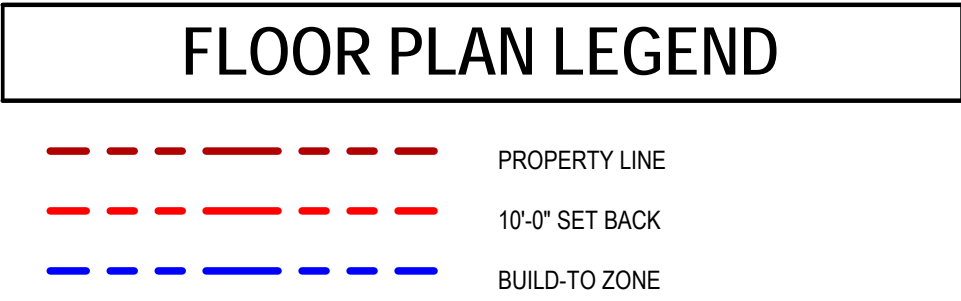 FLOOR PLAN LEGEND
PROPERTY LINE
10'-0" SET BACK
BUILD-TO ZONE